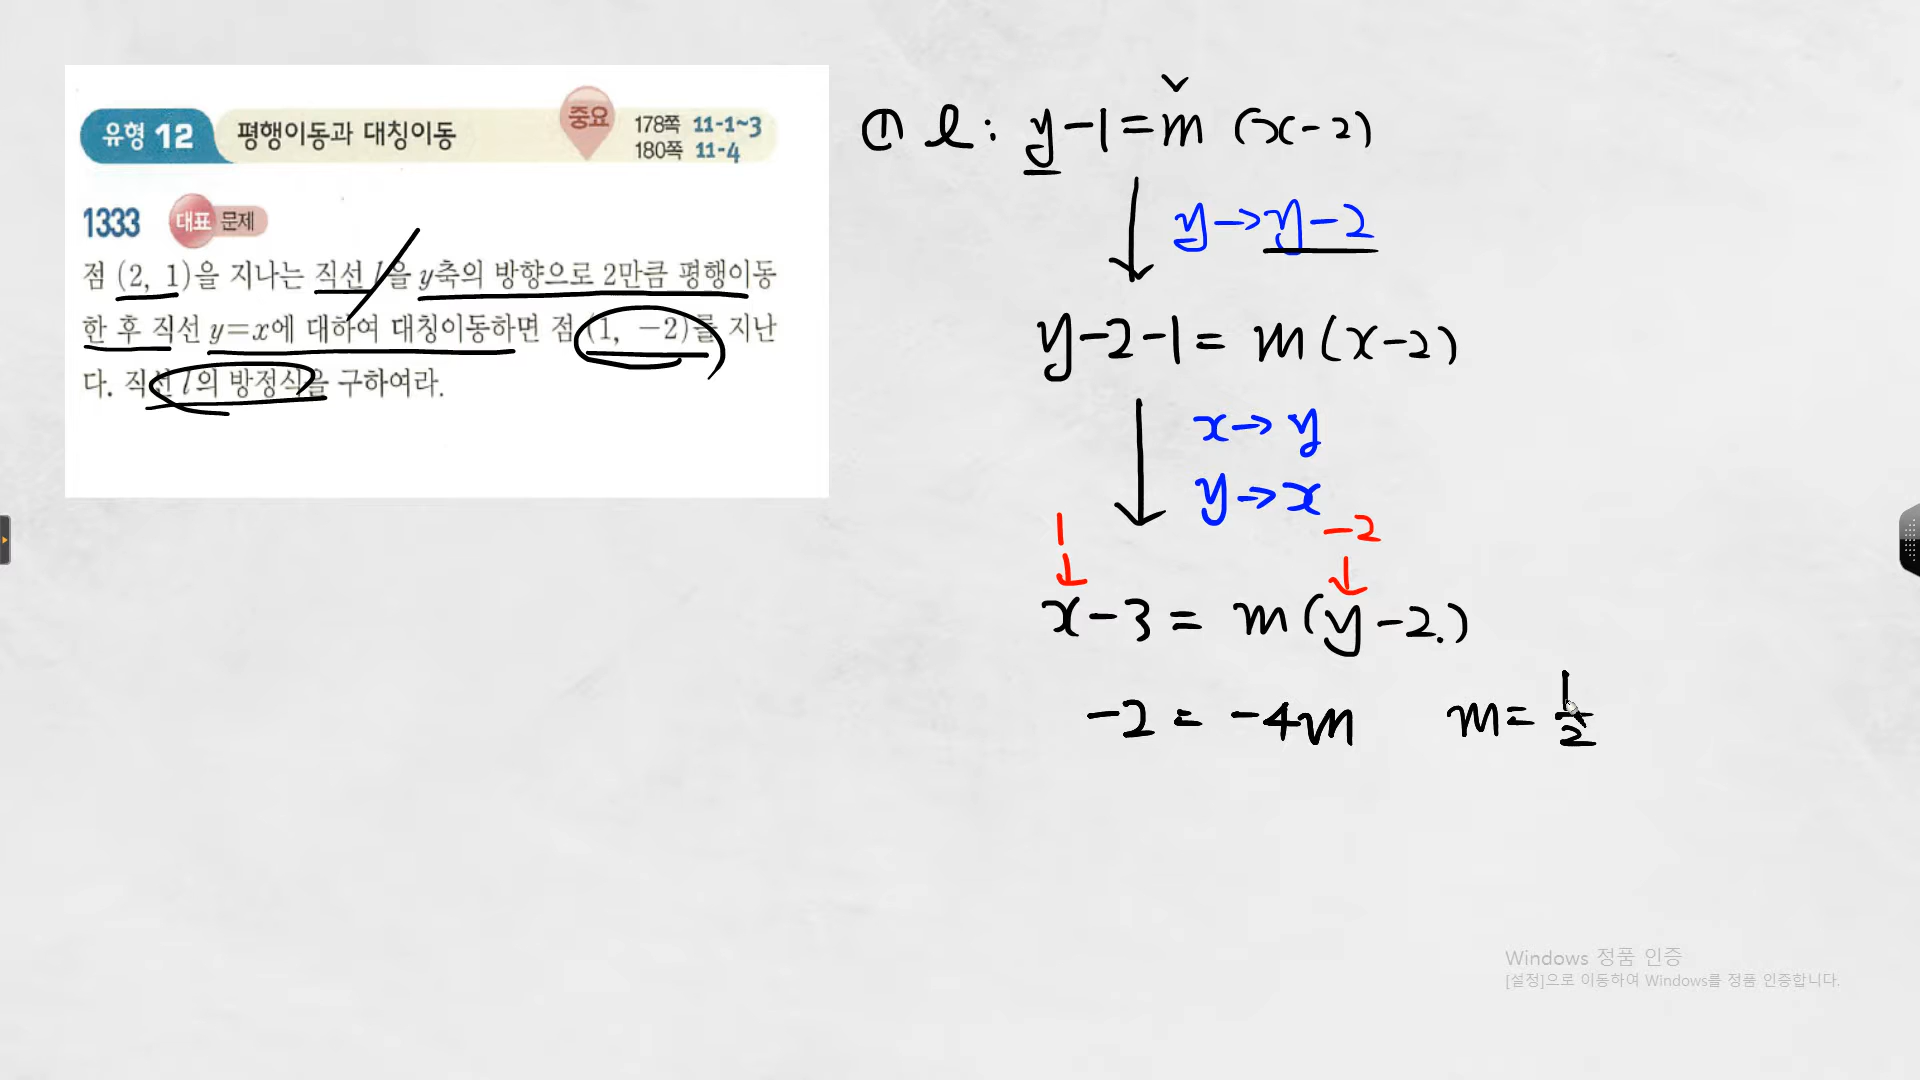 유형 12 평행이동과 대칭이동 중요 178쪽 11-1~3
180쪽 11-4
1333 대표 문제
점 (2, 1)을 지나는 직선 l을 y축의 방향으로 2만큼 평행이동
한 후 직선 y=x에 대하여 대칭이동하면 점 (1, -2)를 지난
다. 직선 l의 방정식을 구하여라.
① l: y-1=m(x-2)
y→y-2
y-2-1=m(x-2)
x→y
y→x
1 -2
x-3=m(y-2)
-2=-4m m=1/2
Windows 정품 인증
[설정]으로 이동하여 Windows를 정품 인증합니다.